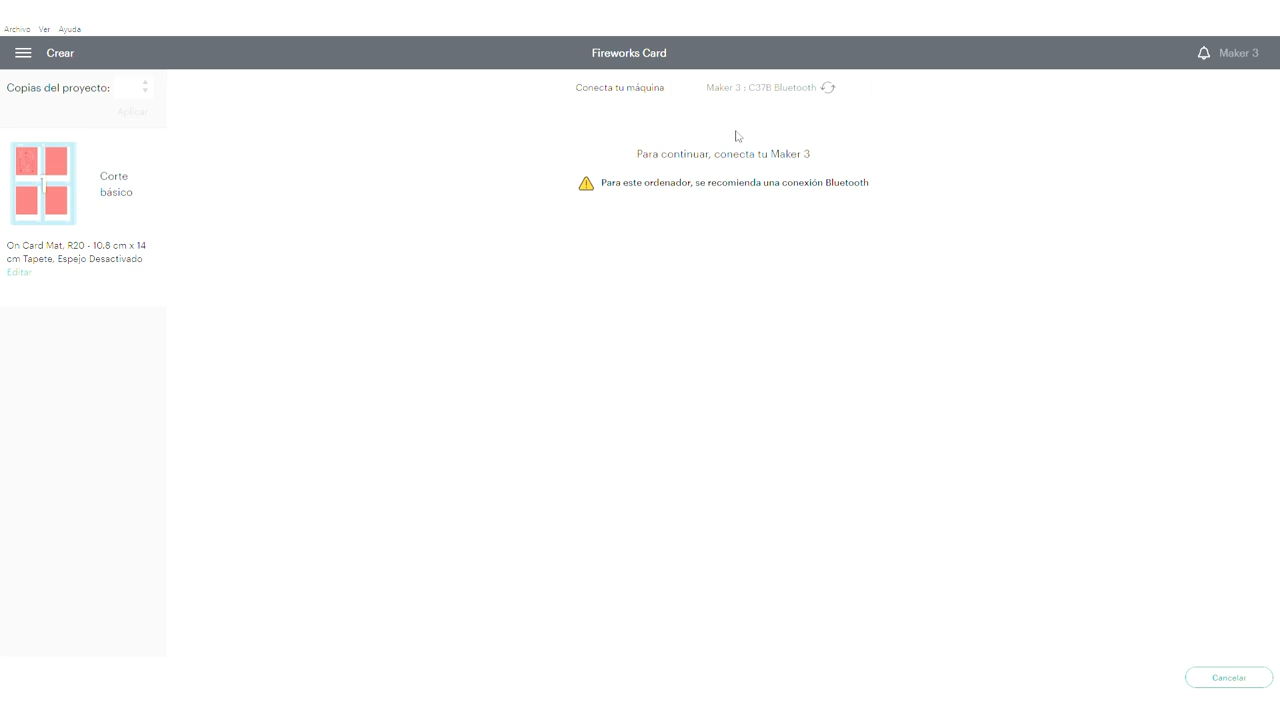 Archivo Ver Ayuda
Crear
Fireworks Card
Maker 3
Copias del proyecto:
Aplicar
Conecta tu máquina
Maker 3 : C37B Bluetooth
Para continuar, conecta tu Maker 3
Para este ordenador, se recomienda una conexión Bluetooth
Corte
básico
On Card Mat, R20 - 10.8 cm x 14
cm Tapete, Espejo Desactivado
Editar
Cancelar